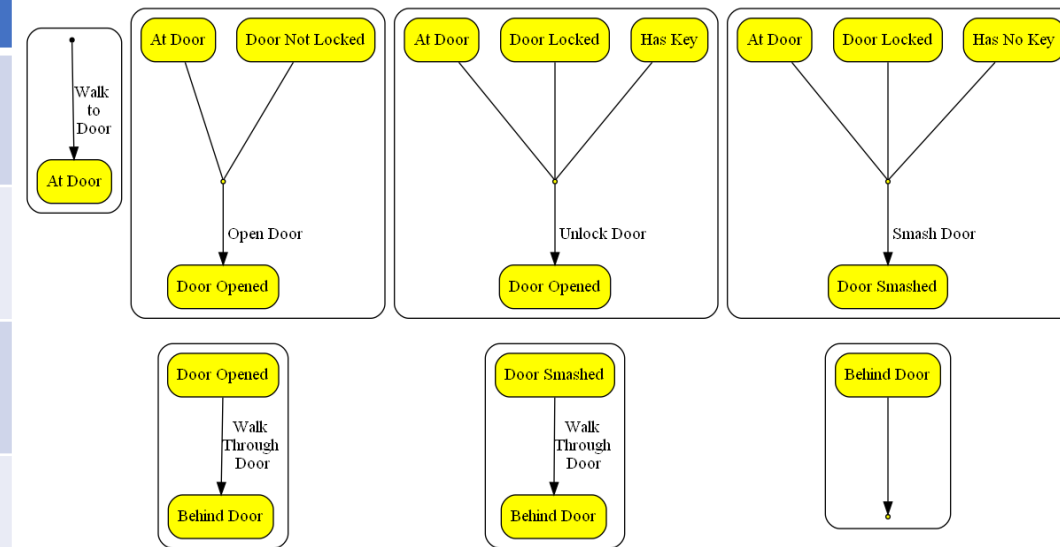 Walk
to
Door
At Door
At Door
Door Not Locked
Open Door
Door Opened
At Door
Door Locked
Has Key
Unlock Door
Door Opened
At Door
Door Locked
Has No Key
Smash Door
Door Smashed
Door Opened
Walk
Through
Door
Behind Door
Door Smashed
Walk
Through
Door
Behind Door
Behind Door